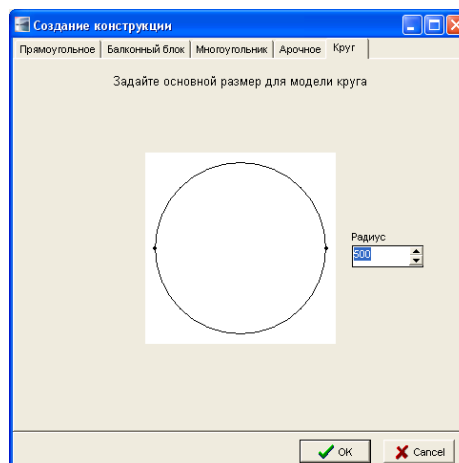 Создание конструкции
Прямоугольное Балконный блок Многоугольник Арочное Круг
Задайте основной размер для модели круга
Радиус
500
OK Cancel